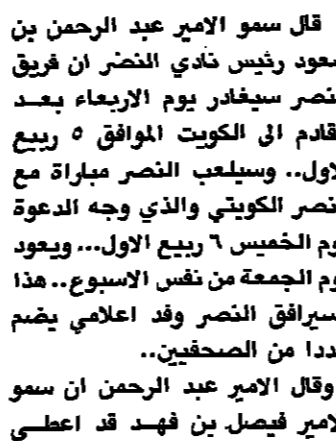 قال سمو الامير عبد الرحمن بن
سعود رئيس نادي النصر ان فريق
النصر سيغادر يوم الاربعاء بعد
القادم الى الكويت الموافق ٥ ربيع
الاول.. وسيلعب النصر مباراة مع
النصر الكويتي والذي وجه الدعوة
يوم الخميس ٦ ربيع الاول... ويعود
يوم الجمعة من نفس الاسبوع.. هذا
وسيرافق النصر وفد اعلامي يضم
عددا من الصحفيين..
وقال الامير عبد الرحمن ان سمو
الامير فيصل بن فهد قد اعطى